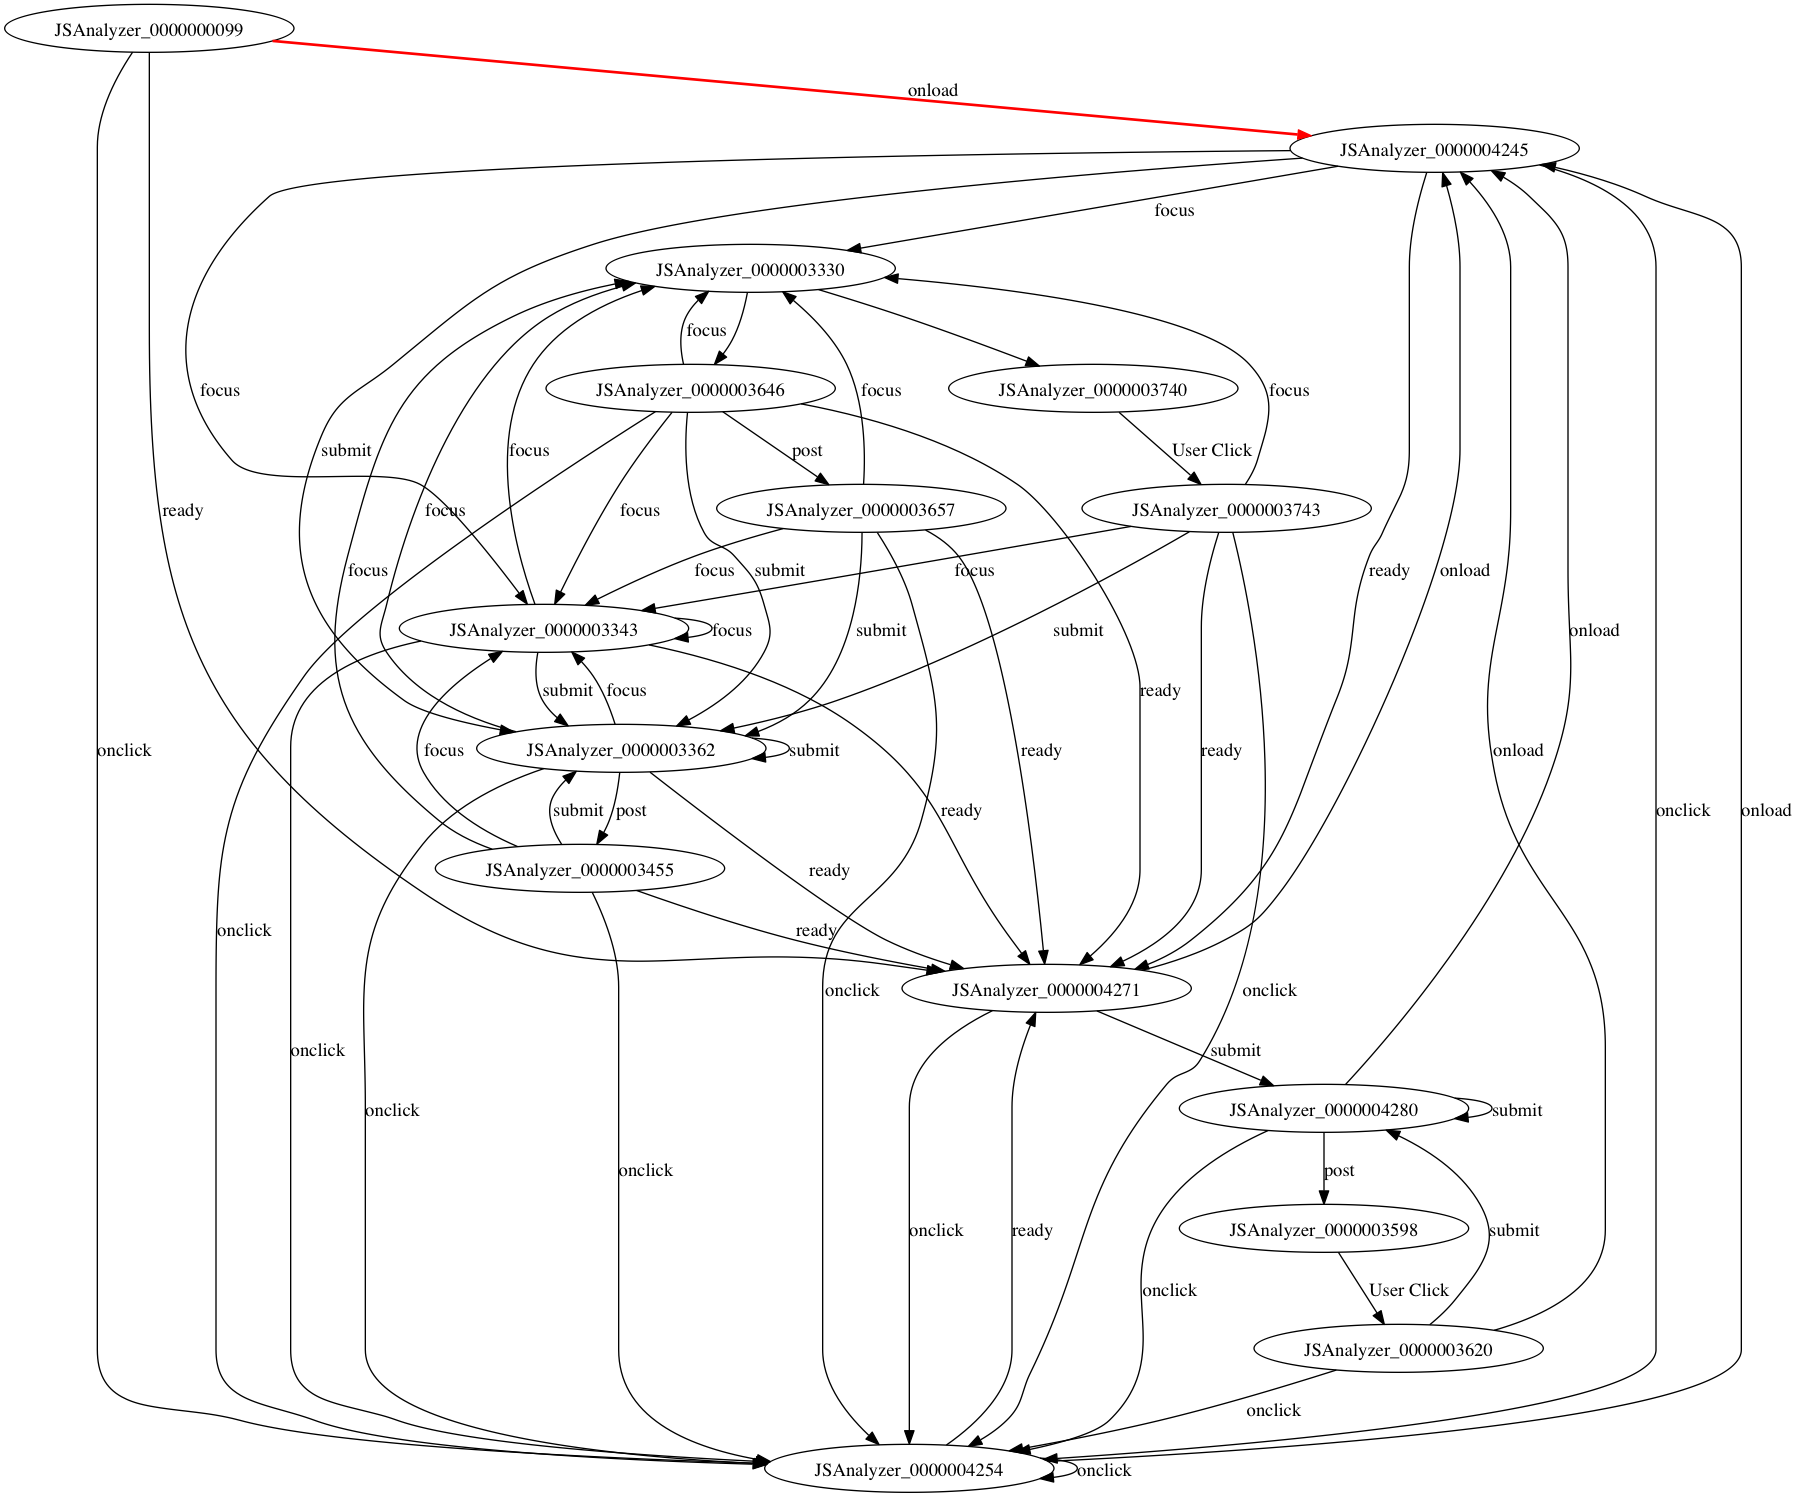 JSAnalyzer_0000000099
onload
JSAnalyzer_0000004245
focus
JSAnalyzer_0000003330
focus
focus
JSAnalyzer_0000003646
JSAnalyzer_0000003740
focus
focus
submit
focus
post
User Click
ready
focus
focus
JSAnalyzer_0000003657
JSAnalyzer_0000003743
focus
focus
submit
focus
ready
onload
JSAnalyzer_0000003343
focus
submit
submit
onload
submit
focus
ready
onclick
focus
JSAnalyzer_0000003362
submit
ready
ready
onload
submit
post
ready
onclick
onload
JSAnalyzer_0000003455
ready
onclick
ready
JSAnalyzer_0000004271
onclick
onclick
onclick
submit
onclick
JSAnalyzer_0000004280
submit
onclick
post
onclick
ready
JSAnalyzer_0000003598
submit
onclick
User Click
JSAnalyzer_0000003620
onclick
JSAnalyzer_0000004254
onclick